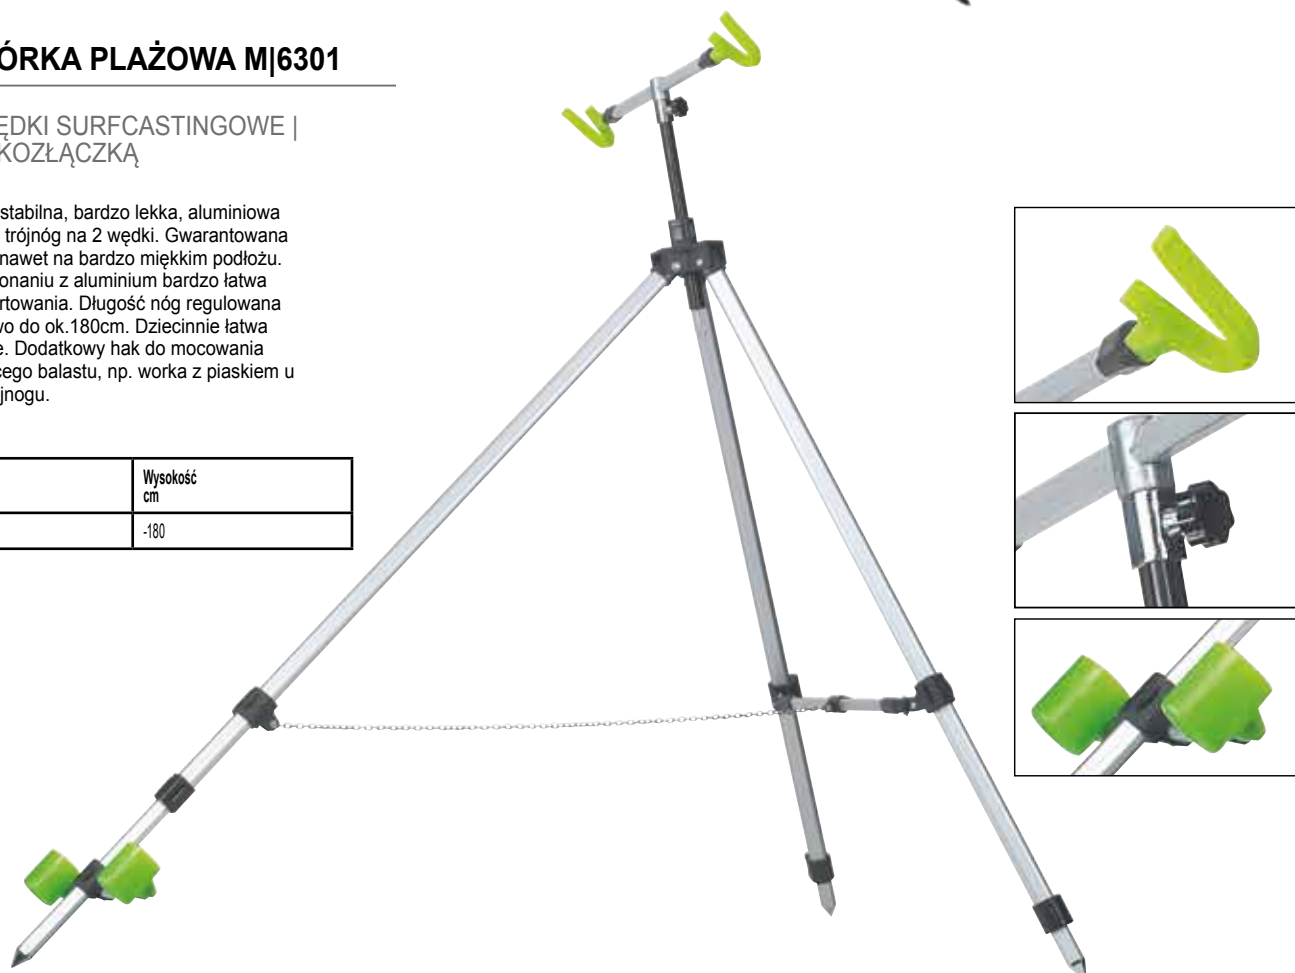 ÓRKA PLAŻOWA M|6301
ĘDKI SURFCASTINGOWE |
KOZŁĄCZKĄ
stabilna, bardzo lekka, aluminiowa
trójnóg na 2 wędki. Gwarantowana
nawet na bardzo miękkim podłożu.
onaniu z aluminium bardzo łatwa
rtowania. Długość nóg regulowana
wo do ok.180cm. Dziecinnie łatwa
e. Dodatkowy hak do mocowania
cego balastu, np. worka z piaskiem u
jnogu.
Wysokość
cm
-180